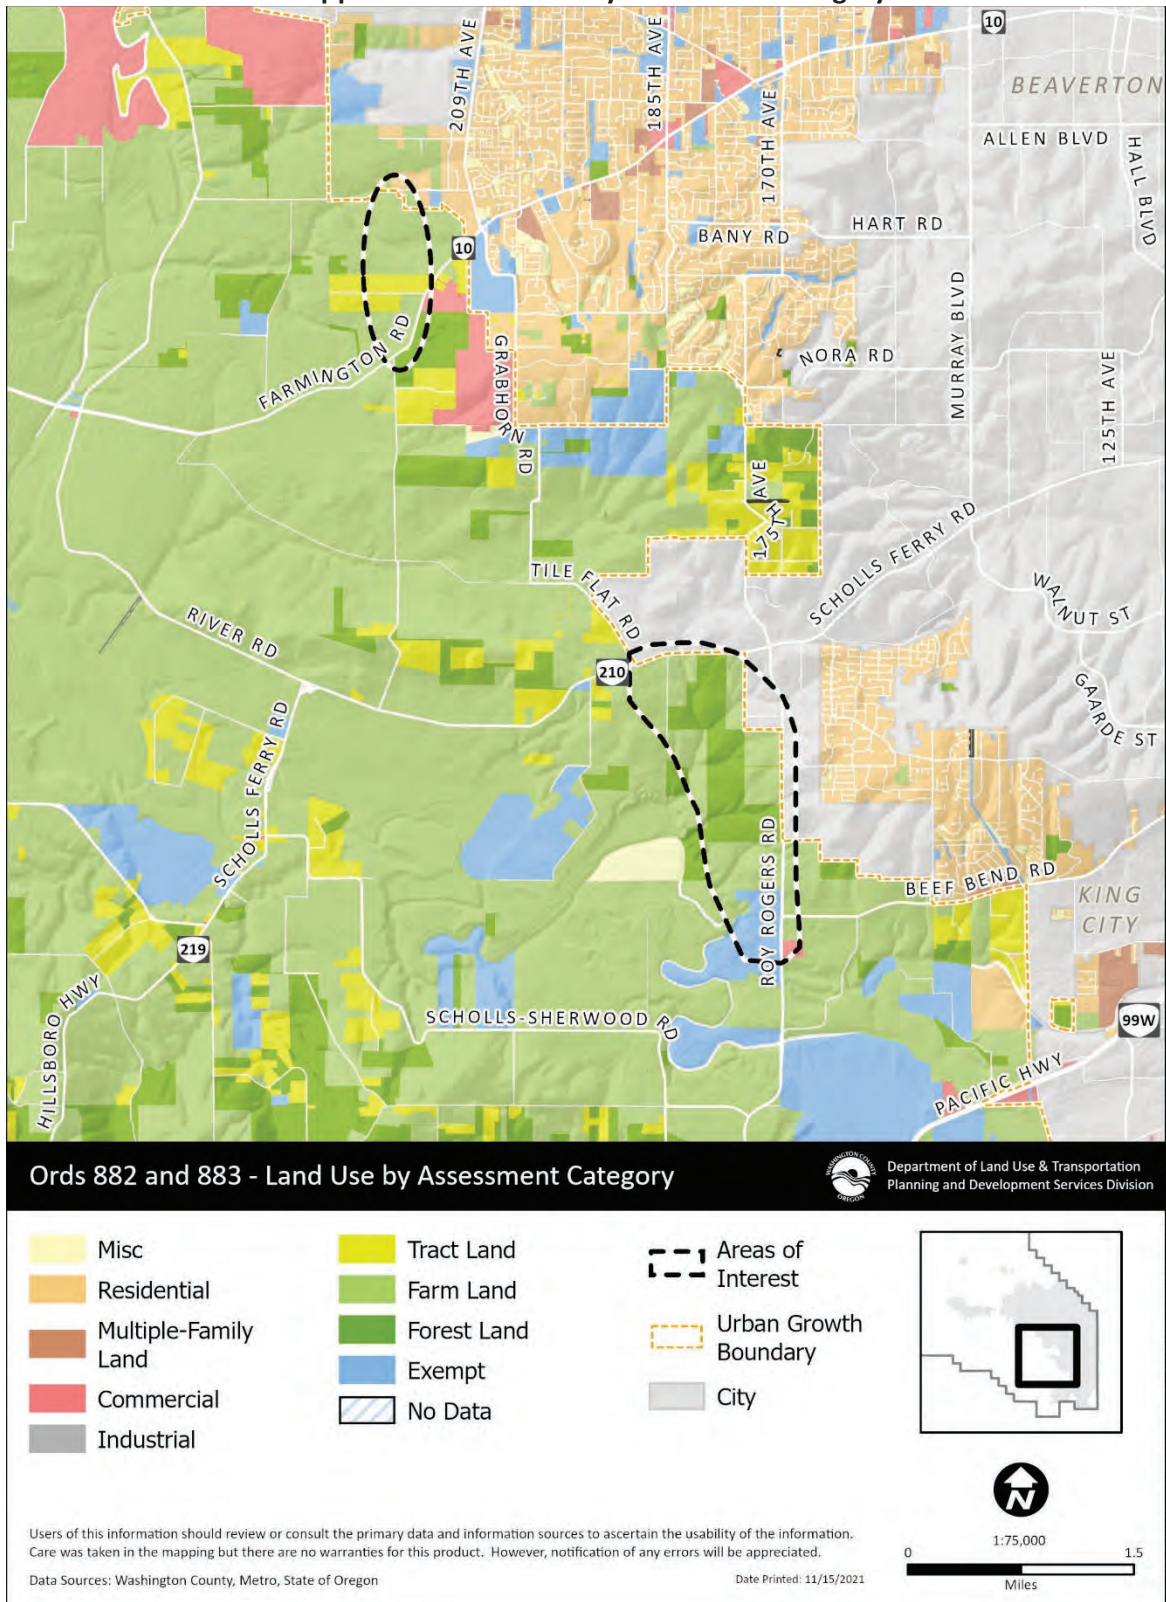 10
BEAVERTON
209TH AVE
185TH AVE
170TH AVE
ALLEN BLVD
HALL BLVD
HART RD
BANY RD
10
MURRAY BLVD
NORA RD
125TH AVE
FARMINGTON RD
GRABHORN RD
175TH AVE
SCHOLLS FERRY RD
TILE FLAT RD
WALNUT ST
RIVER RD
210
GAARDE ST
SCHOLLS FERRY RD
ROY ROGERS RD
BEEF BEND RD
KING
CITY
219
HILLSBORO HWY
SCHOLLS-SHERWOOD RD
99W
PACIFIC HWY
Ords 882 and 883 - Land Use by Assessment Category
WASHINGTON COUNTY
OREGON
Department of Land Use & Transportation
Planning and Development Services Division
Misc
Residential
Multiple-Family
Land
Commercial
Industrial
Tract Land
Farm Land
Forest Land
Exempt
No Data
Areas of
Interest
Urban Growth
Boundary
City
N
1:75,000
0 1.5
Miles
Users of this information should review or consult the primary data and information sources to ascertain the usability of the information.
Care was taken in the mapping but there are no warranties for this product. However, notification of any errors will be appreciated.
Data Sources: Washington County, Metro, State of Oregon
Date Printed: 11/15/2021